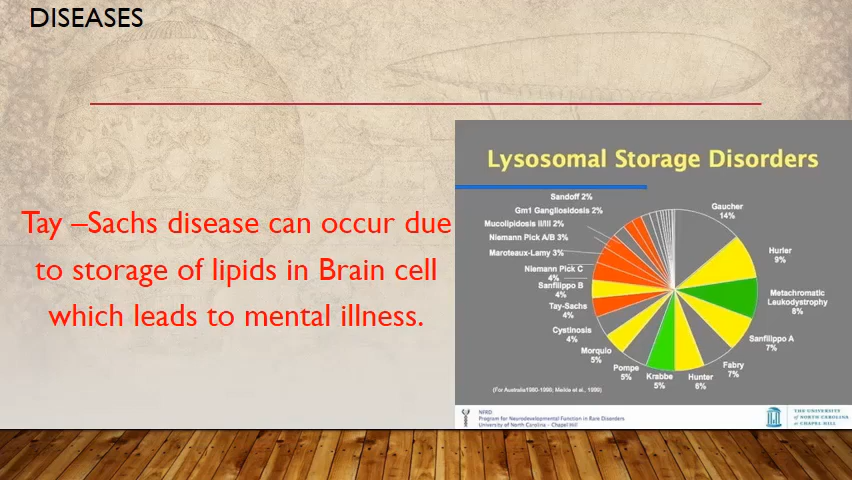 DISEASES
Tay –Sachs disease can occur due
to storage of lipids in Brain cell
which leads to mental illness.
Lysosomal Storage Disorders
Sandoff 2%
Gm1 Gangliosidosis 2%
Mucolipidosis II/III 2%
Niemann Pick A/B 3%
Maroteaux-Lamy 3%
Niemann Pick C
4%
Sanfilippo B
4%
Tay-Sachs
4%
Cystinosis
4%
Morquio
5%
Pompe
5%
Krabbe
5%
Hunter
6%
Fabry
7%
Sanfilippo A
7%
Metachromatic
Leukodystrophy
8%
Hurler
9%
Gaucher
14%
(For Australia1980-1996; Meikle et al., 1999)
NFRD
Program for Neurodevelopmental Function in Rare Disorders
University of North Carolina – Chapel Hill
THE UNIVERSITY
of NORTH CAROLINA
at CHAPEL HILL